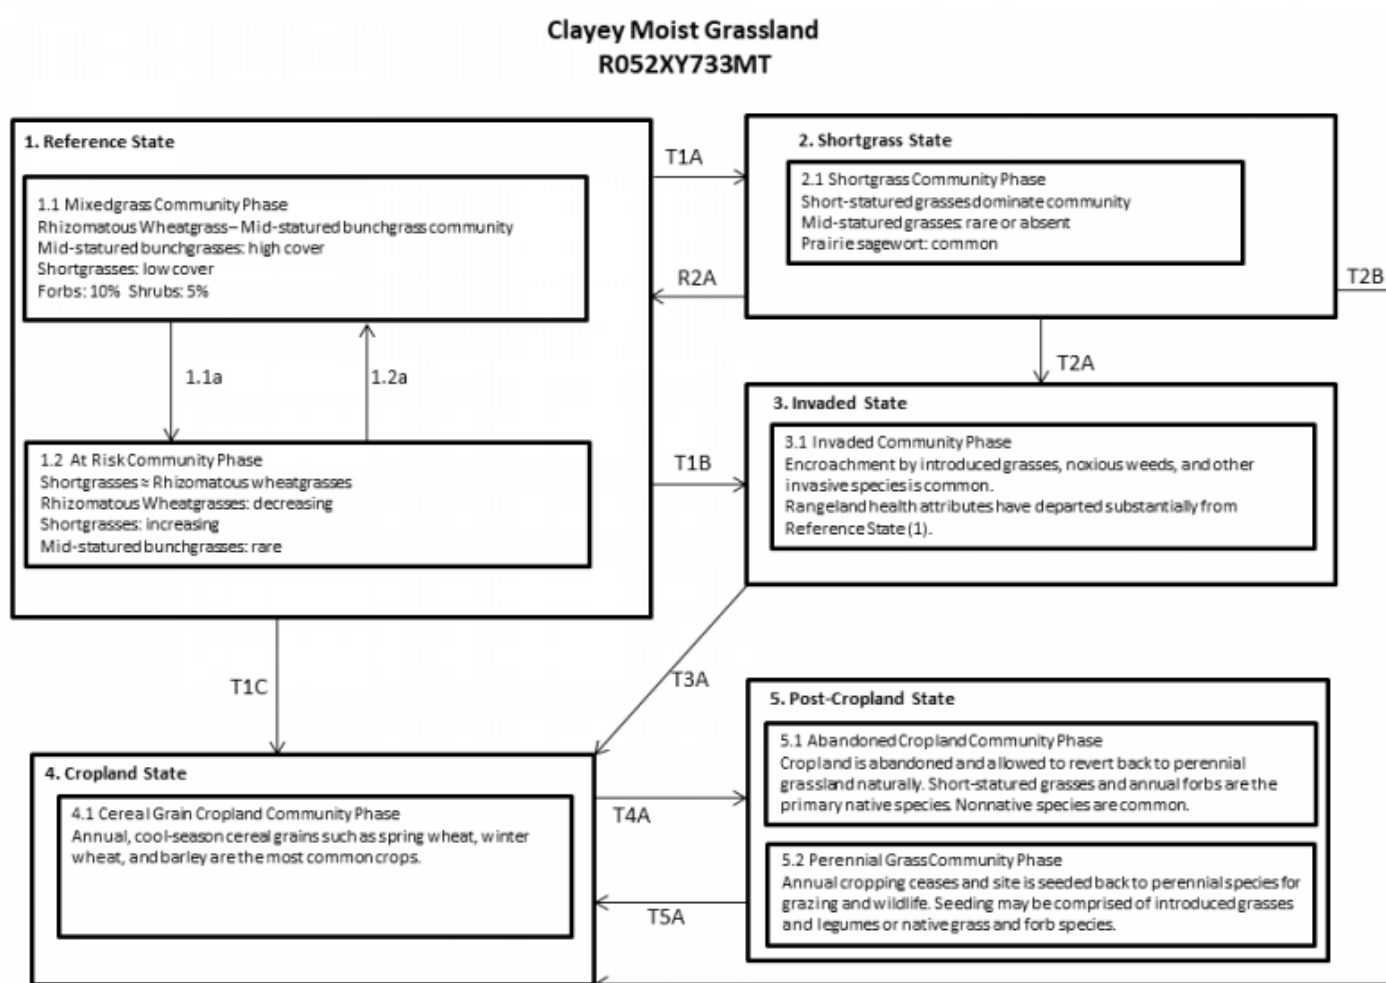 Clayey Moist Grassland
R052XY733MT
1. Reference State
1.1 Mixedgrass Community Phase
Rhizomatous Wheatgrass– Mid-statured bunchgrass community
Mid-statured bunchgrasses: high cover
Shortgrasses: low cover
Forbs: 10% Shrubs: 5%
1.1a
1.2a
1.2 At Risk Community Phase
Shortgrasses ≈ Rhizomatous wheatgrasses
Rhizomatous Wheatgrasses: decreasing
Shortgrasses: increasing
Mid-statured bunchgrasses: rare
T1A
R2A
T1B
T1C
2. Shortgrass State
2.1 Shortgrass Community Phase
Short-statured grasses dominate community
Mid-statured grasses: rare or absent
Prairie sagewort: common
T2B
T2A
3. Invaded State
3.1 Invaded Community Phase
Encroachment by introduced grasses, noxious weeds, and other
invasive species is common.
Rangeland health attributes have departed substantially from
Reference State (1).
T3A
4. Cropland State
4.1 Cereal Grain Cropland Community Phase
Annual, cool-season cereal grains such as spring wheat, winter
wheat, and barley are the most common crops.
T4A
T5A
5. Post-Cropland State
5.1 Abandoned Cropland Community Phase
Cropland is abandoned and allowed to revert back to perennial
grassland naturally. Short-statured grasses and annual forbs are the
primary native species. Nonnative species are common.
5.2 Perennial Grass Community Phase
Annual cropping ceases and site is seeded back to perennial species for
grazing and wildlife. Seeding may be comprised of introduced grasses
and legumes or native grass and forb species.